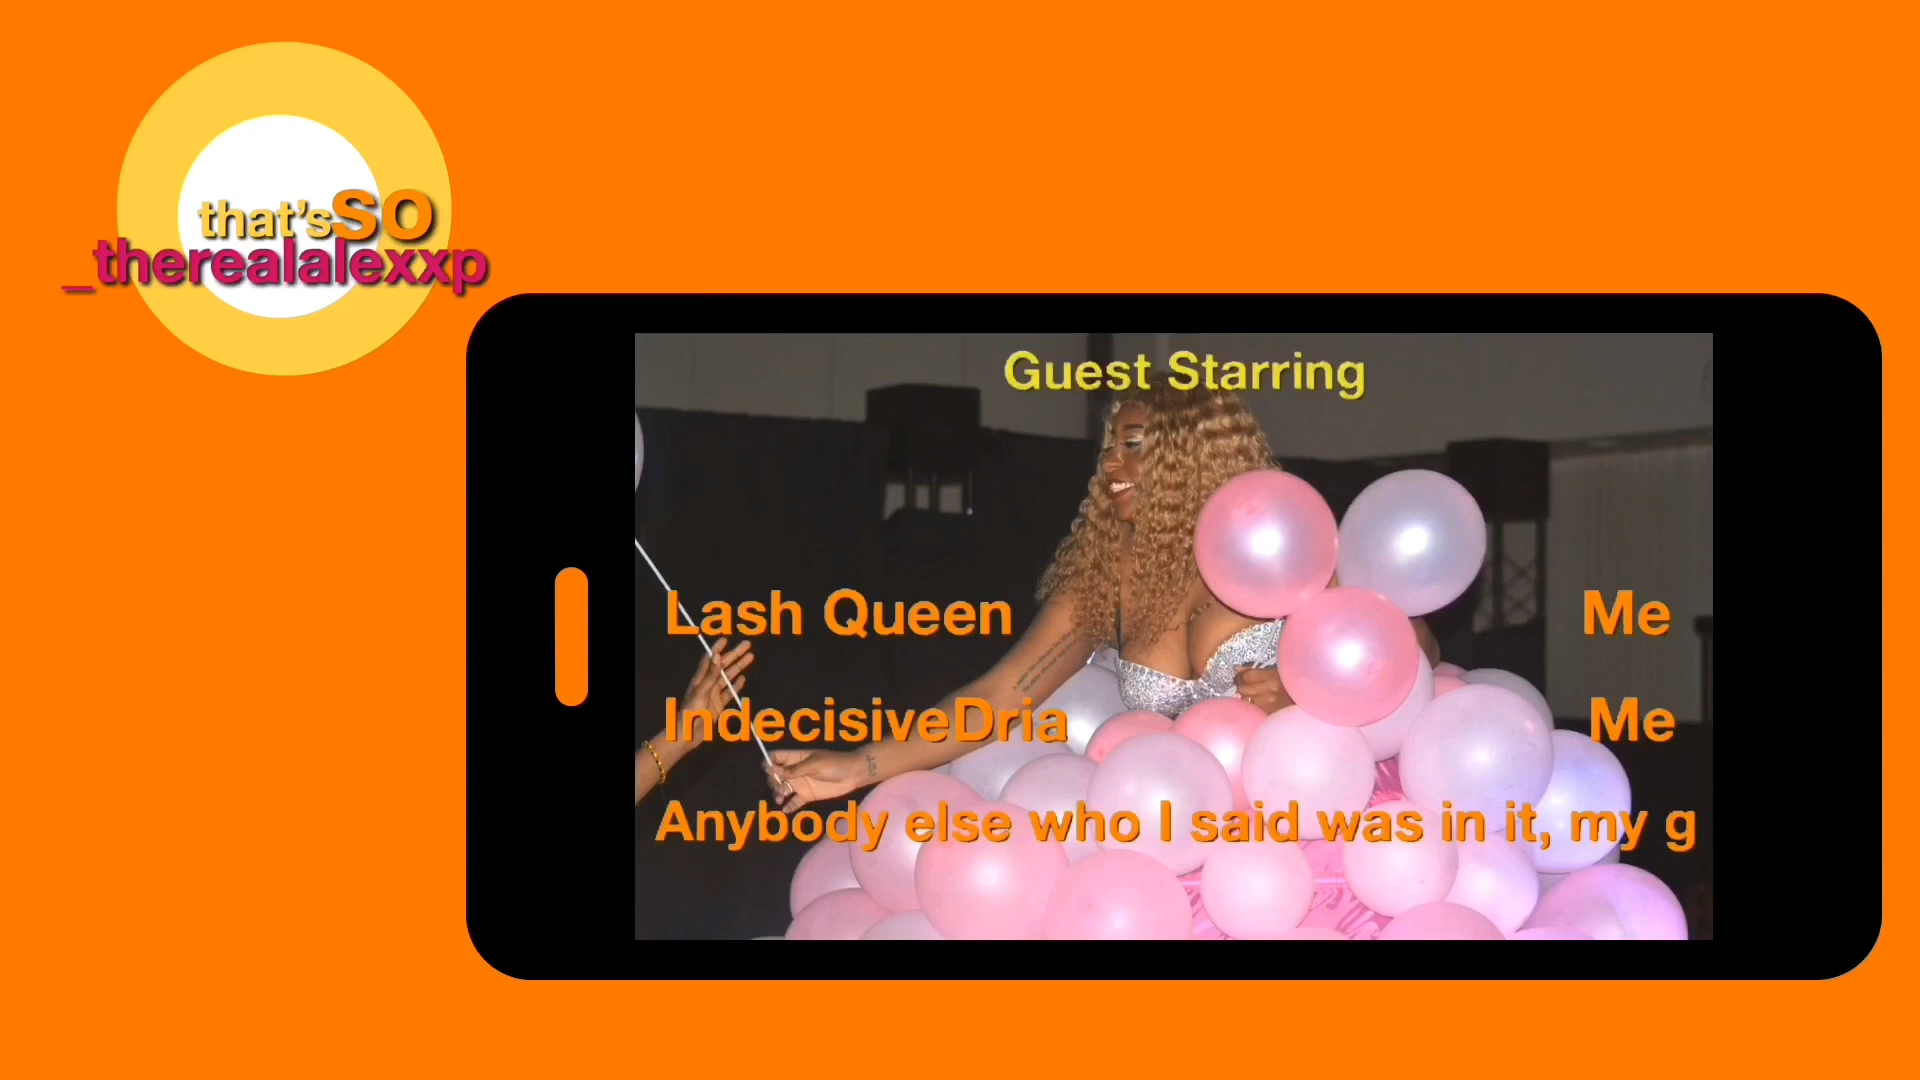 that's so
_therealalexxp
Guest Starring
Lash Queen Me
IndecisiveDria Me
Anybody else who I said was in it, my g